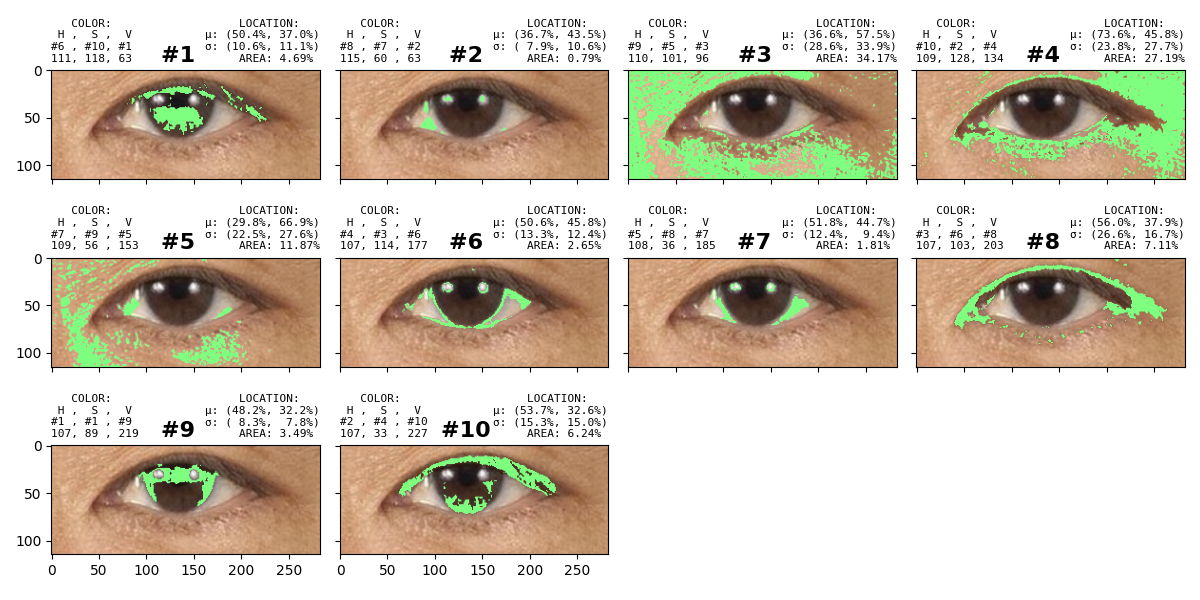 COLOR: LOCATION:
H , S , V μ: (50.4%, 37.0%)
#6 , #10, #1 σ: (10.6%, 11.1%)
111, 118, 63 #1 AREA: 4.69%
COLOR: LOCATION:
H , S , V μ: (36.7%, 43.5%)
#8 , #7 , #2 σ: ( 7.9%, 10.6%)
115, 60 , 63 #2 AREA: 0.79%
COLOR: LOCATION:
H , S , V μ: (36.6%, 57.5%)
#9 , #5 , #3 σ: (28.6%, 33.9%)
110, 101, 96 #3 AREA: 34.17%
COLOR: LOCATION:
H , S , V μ: (73.6%, 45.8%)
#10, #2 , #4 σ: (23.8%, 27.7%)
109, 128, 134 #4 AREA: 27.19%
0
50
100
COLOR: LOCATION:
H , S , V μ: (29.8%, 66.9%)
#7 , #9 , #5 σ: (22.5%, 27.6%)
109, 56 , 153 #5 AREA: 11.87%
COLOR: LOCATION:
H , S , V μ: (50.6%, 45.8%)
#4 , #3 , #6 σ: (13.3%, 12.4%)
107, 114, 177 #6 AREA: 2.65%
COLOR: LOCATION:
H , S , V μ: (51.8%, 44.7%)
#5 , #8 , #7 σ: (12.4%, 9.4%)
108, 36 , 185 #7 AREA: 1.81%
COLOR: LOCATION:
H , S , V μ: (56.0%, 37.9%)
#3 , #6 , #8 σ: (26.6%, 16.7%)
107, 103, 203 #8 AREA: 7.11%
0
50
100
COLOR: LOCATION:
H , S , V μ: (48.2%, 32.2%)
#1 , #1 , #9 σ: ( 8.3%, 7.8%)
107, 89 , 219 #9 AREA: 3.49%
COLOR: LOCATION:
H , S , V μ: (53.7%, 32.6%)
#2 , #4 , #10 σ: (15.3%, 15.0%)
107, 33 , 227 #10 AREA: 6.24%
0
50
100
0 50 100 150 200 250
0 50 100 150 200 250